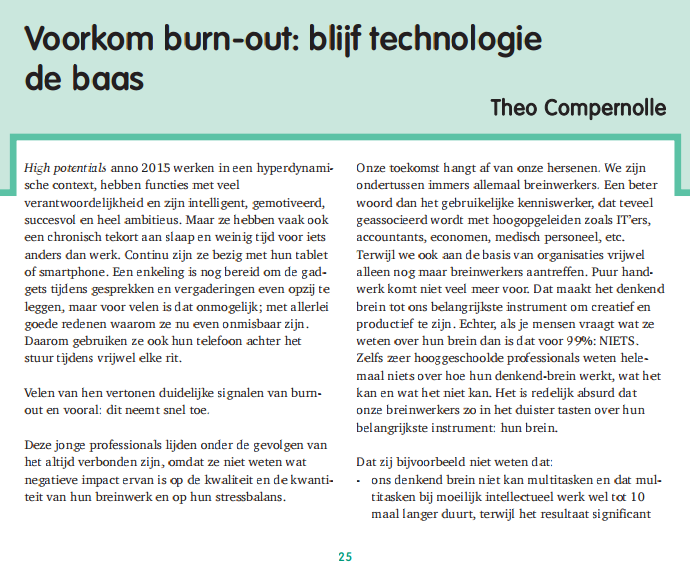 Voorkom burn-out: blijf technologie
de baas
Theo Compernolle
High potentials anno 2015 werken in een hyperdynami-
sche context, hebben functies met veel
verantwoordelijkheid en zijn intelligent, gemotiveerd,
succesvol en heel ambitieus. Maar ze hebben vaak ook
een chronisch tekort aan slaap en weinig tijd voor iets
anders dan werk. Continu zijn ze bezig met hun tablet
of smartphone. Een enkeling is nog bereid om de gad-
gets tijdens gesprekken en vergaderingen even opzij te
leggen, maar voor velen is dat onmogelijk; met allerlei
goede redenen waarom ze nu even onmisbaar zijn.
Daarom gebruiken ze ook hun telefoon achter het
stuur tijdens vrijwel elke rit.
Velen van hen vertonen duidelijke signalen van burn-
out en vooral: dit neemt snel toe.
Deze jonge professionals lijden onder de gevolgen van
het altijd verbonden zijn, omdat ze niet weten wat
negatieve impact ervan is op de kwaliteit en de kwanti-
teit van hun breinwerk en op hun stressbalans.
Onze toekomst hangt af van onze hersenen. We zijn
ondertussen immers allemaal breinwerkers. Een beter
woord dan het gebruikelijke kenniswerker, dat teveel
geassocieerd wordt met hoogopgeleiden zoals IT'ers,
accountants, economen, medisch personeel, etc.
Terwijl we ook aan de basis van organisaties vrijwel
alleen nog maar breinwerkers aantreffen. Puur hand-
werk komt niet veel meer voor. Dat maakt het denkend
brein tot ons belangrijkste instrument om creatief en
productief te zijn. Echter, als je mensen vraagt wat ze
weten over hun brein dan is dat voor 99%: NIETS.
Zelfs zeer hooggeschoolde professionals weten hele-
maal niets over hoe hun denkend-brein werkt, wat het
kan en wat het niet kan. Het is redelijk absurd dat
onze breinwerkers zo in het duister tasten over hun
belangrijkste instrument: hun brein.
Dat zij bijvoorbeeld niet weten dat:
- ons denkend brein niet kan multitasken en dat mul-
titasken bij moeilijk intellectueel werk wel tot 10
maal langer duurt, terwijl het resultaat significant
25